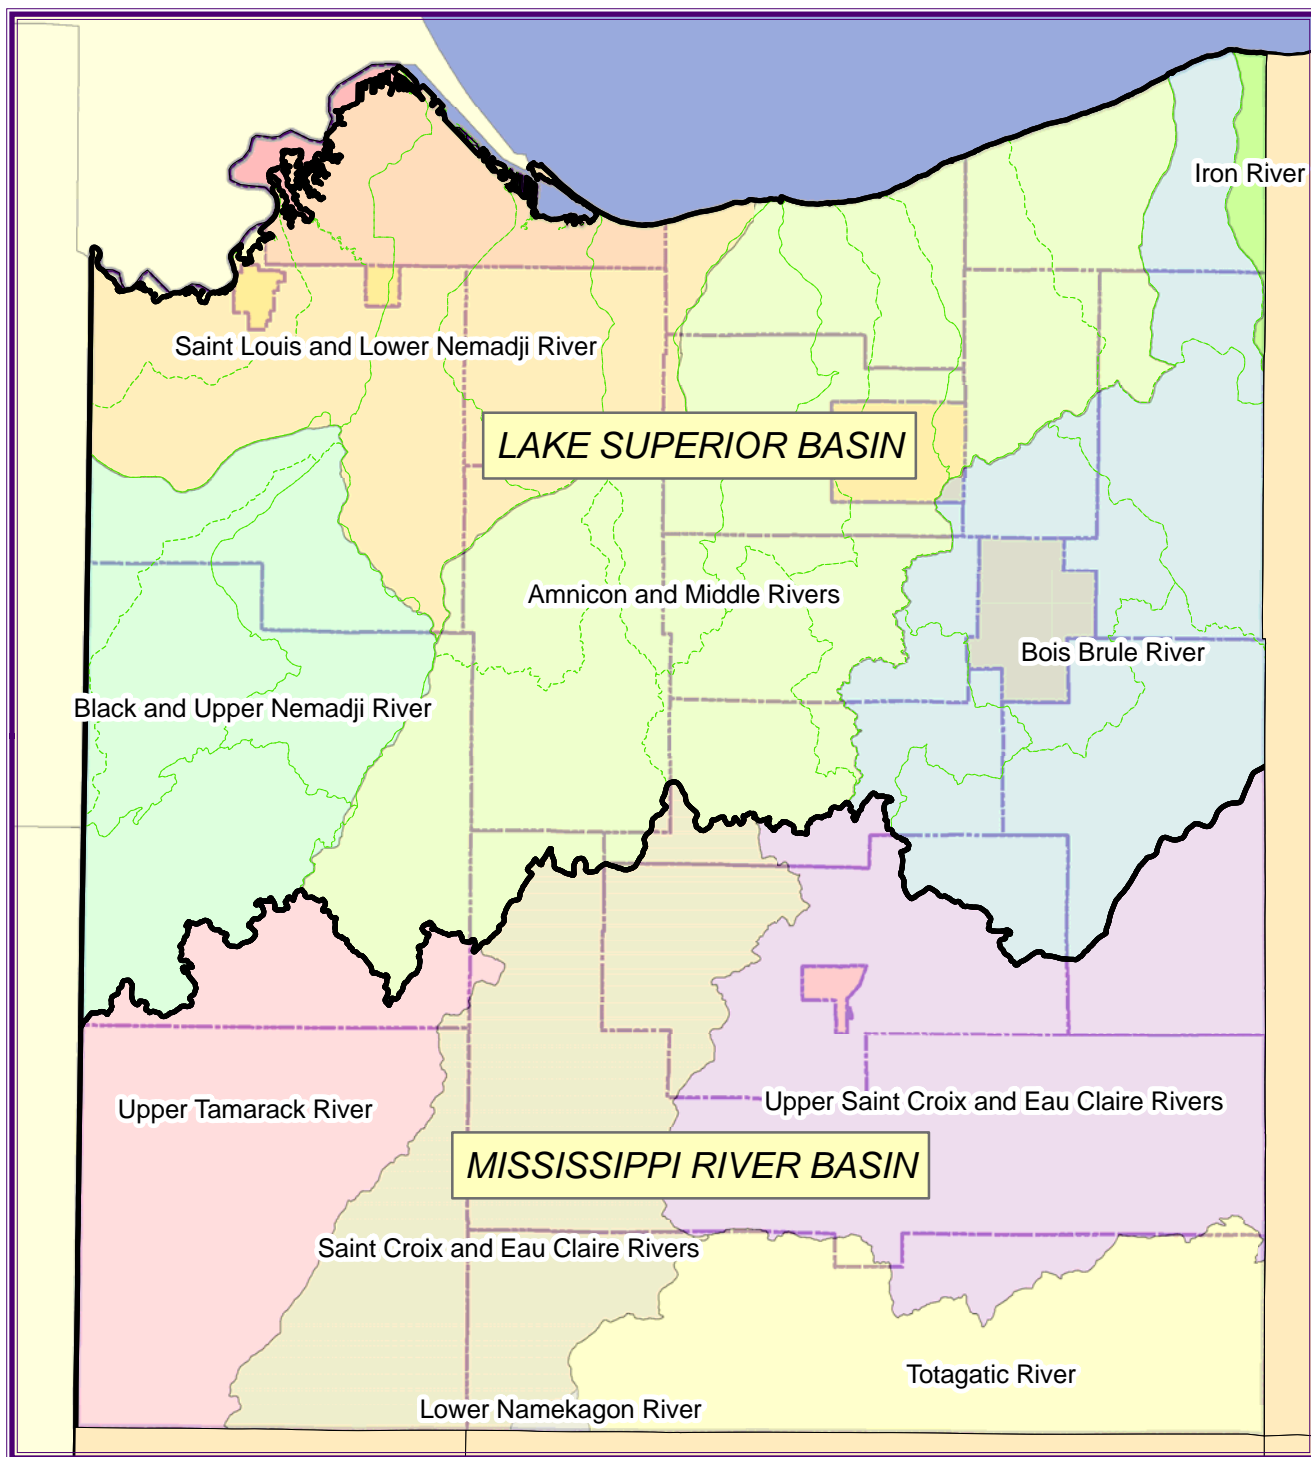 Iron River
Saint Louis and Lower Nemadji River
LAKE SUPERIOR BASIN
Amnicon and Middle Rivers
Bois Brule River
Black and Upper Nemadji River
Upper Tamarack River
Upper Saint Croix and Eau Claire Rivers
MISSISSIPPI RIVER BASIN
Saint Croix and Eau Claire Rivers
Totagatic River
Lower Namekagon River